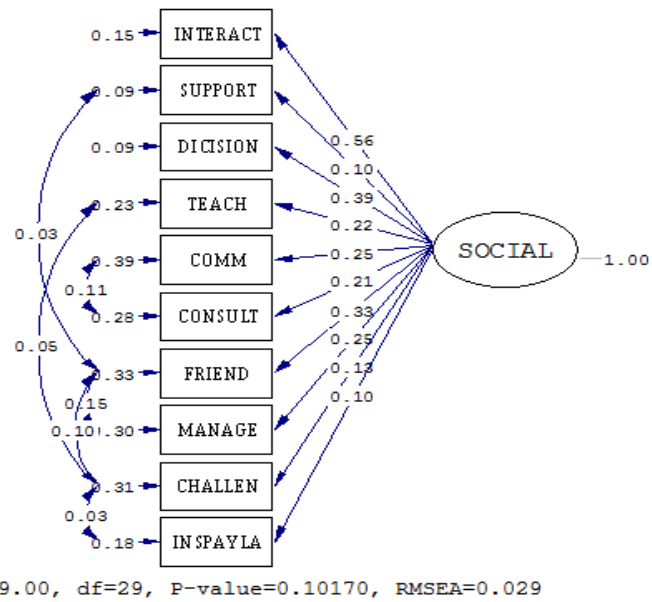 0.15 INTERACT
0.09 SUPPORT
0.56
0.09 DICISION
0.10
0.39
0.23 TEACH
0.22
0.03
0.39 COMM
0.25
SOCIAL
1.00
0.11
0.21
0.28 CONSULT
0.33
0.05
0.25
0.33 FRIEND
0.13
0.15
0.10
0.10 .30 MANAGE
0.31 CHALLEN
0.03
0.18 INSPAYLA
9.00, df=29, P-value=0.10170, RMSEA=0.029